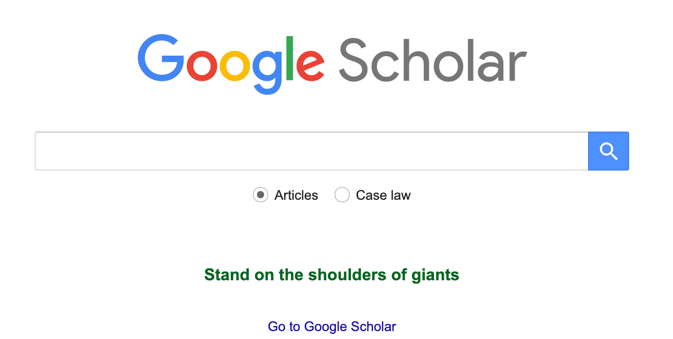 Google Scholar
Articles Case law
Stand on the shoulders of giants
Go to Google Scholar